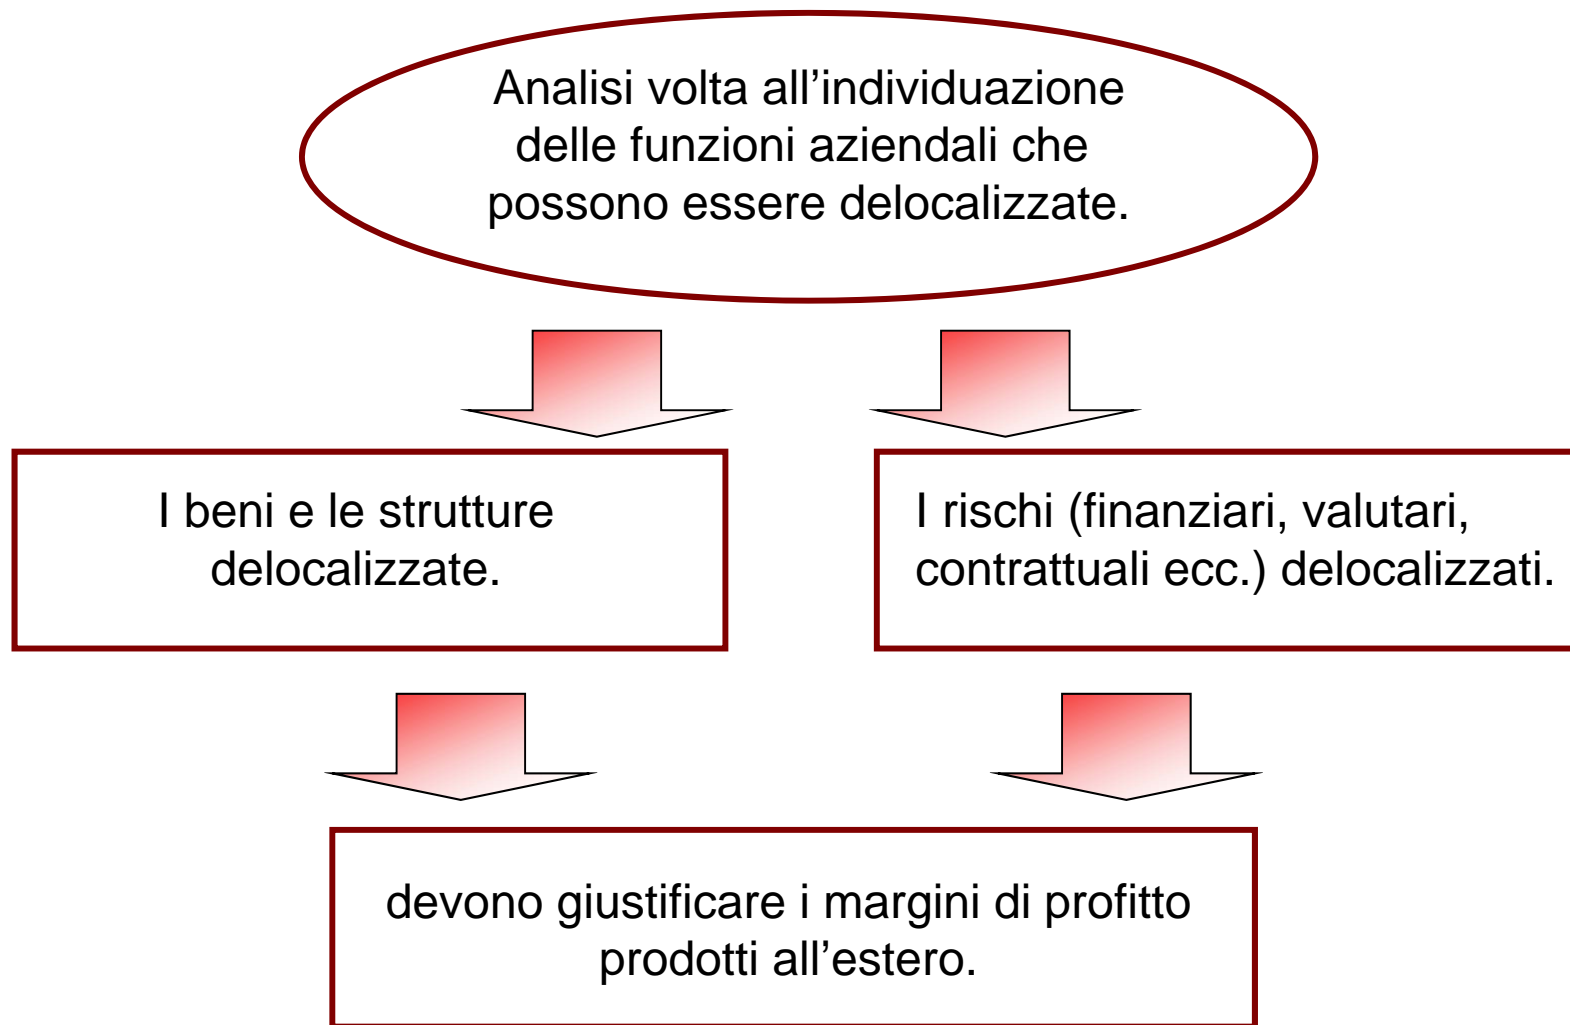 Analisi volta all’individuazione
delle funzioni aziendali che
possono essere delocalizzate.
I beni e le strutture
delocalizzate.
I rischi (finanziari, valutari,
contrattuali ecc.) delocalizzati.
devono giustificare i margini di profitto
prodotti all’estero.